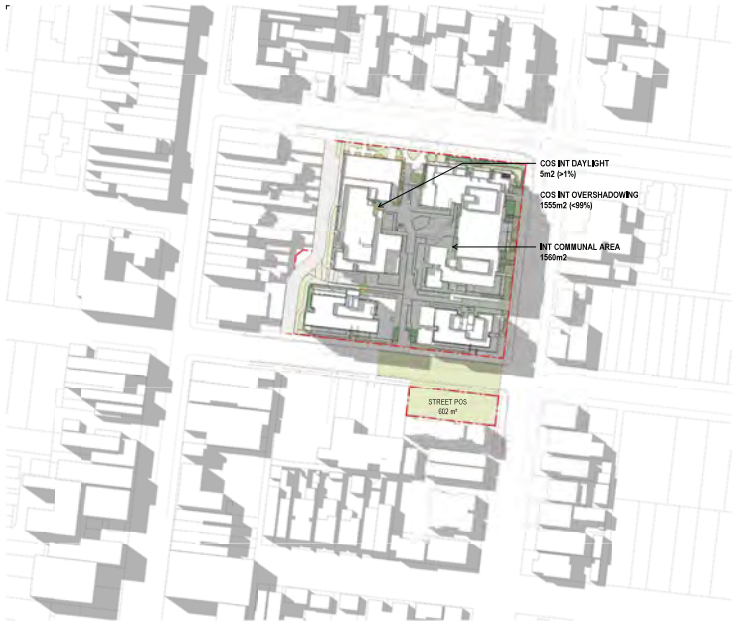 COS INT DAYLIGHT
5m2 (>1%)
COS INT OVERSHADOWING
1555m2 (<99%)
INT COMMUNAL AREA
1560m2
STREET POS
602 m²